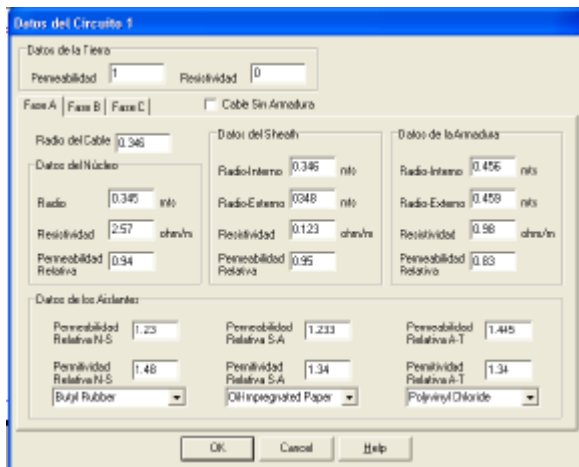 Datos del Circuito 1
Datos de la Tierra
Permeabilidad 1 Resistividad 0
Fase A Fase B Fase C Cable Sin Armadura
Radio del Cable 0.346
Datos del Núcleo
Radio 0.345 mts
Resistividad 2.57 ohm/m
Permeabilidad Relativa 0.94
Datos del Sheath
Radio-Interno 0.346 mts
Radio-Externo 0348 mts
Resistividad 0.123 ohm/m
Permeabilidad Relativa 0.95
Datos de la Armadura
Radio-Interno 0.456 mts
Radio-Externo 0.459 mts
Resistividad 0.98 ohm/m
Permeabilidad Relativa 0.83
Datos de los Aislantes
Permeabilidad Relativa N-S 1.23
Permitividad Relativa N-S 1.48
Butyl Rubber
Permeabilidad Relativa S-A 1.233
Permitividad Relativa S-A 1.34
Oil Impregnated Paper
Permeabilidad Relativa A-T 1.445
Permitividad Relativa A-T 1.34
Polyvinyl Chloride
OK Cancel Help